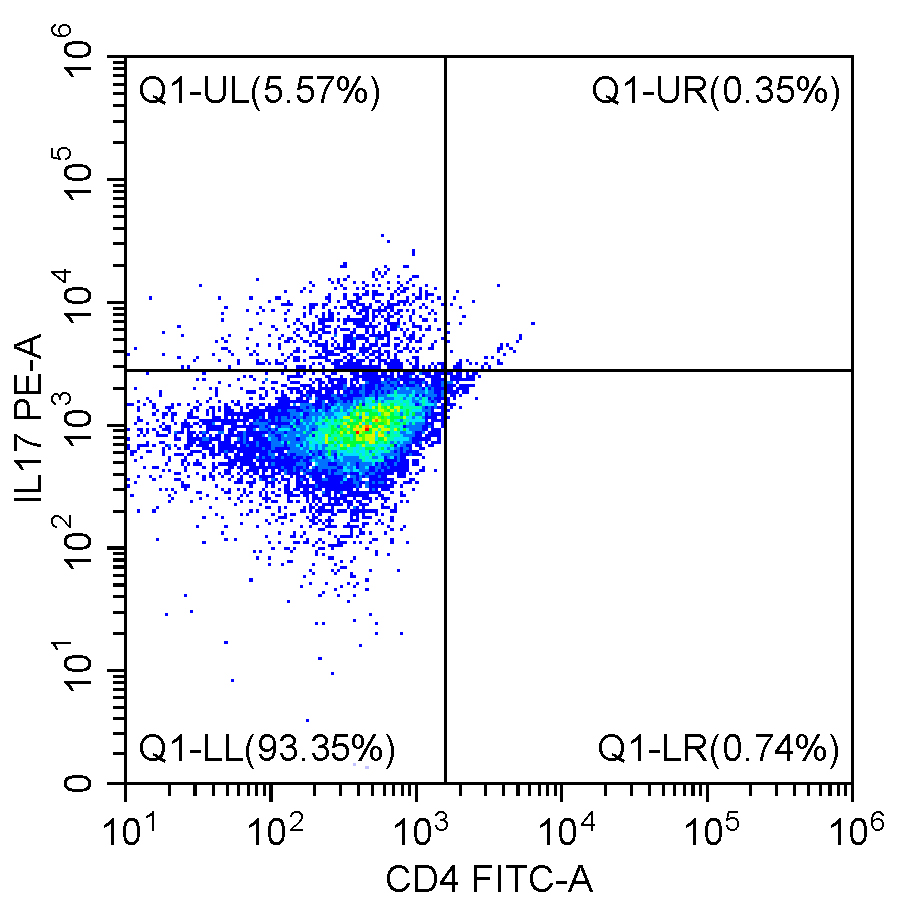 Q1-UL(5.57%)
Q1-UR(0.35%)
10^6
10^5
10^4
10^3
10^2
10^1
0
IL17 PE-A
Q1-LL(93.35%)
Q1-LR(0.74%)
10^1 10^2 10^3 10^4 10^5 10^6
CD4 FITC-A